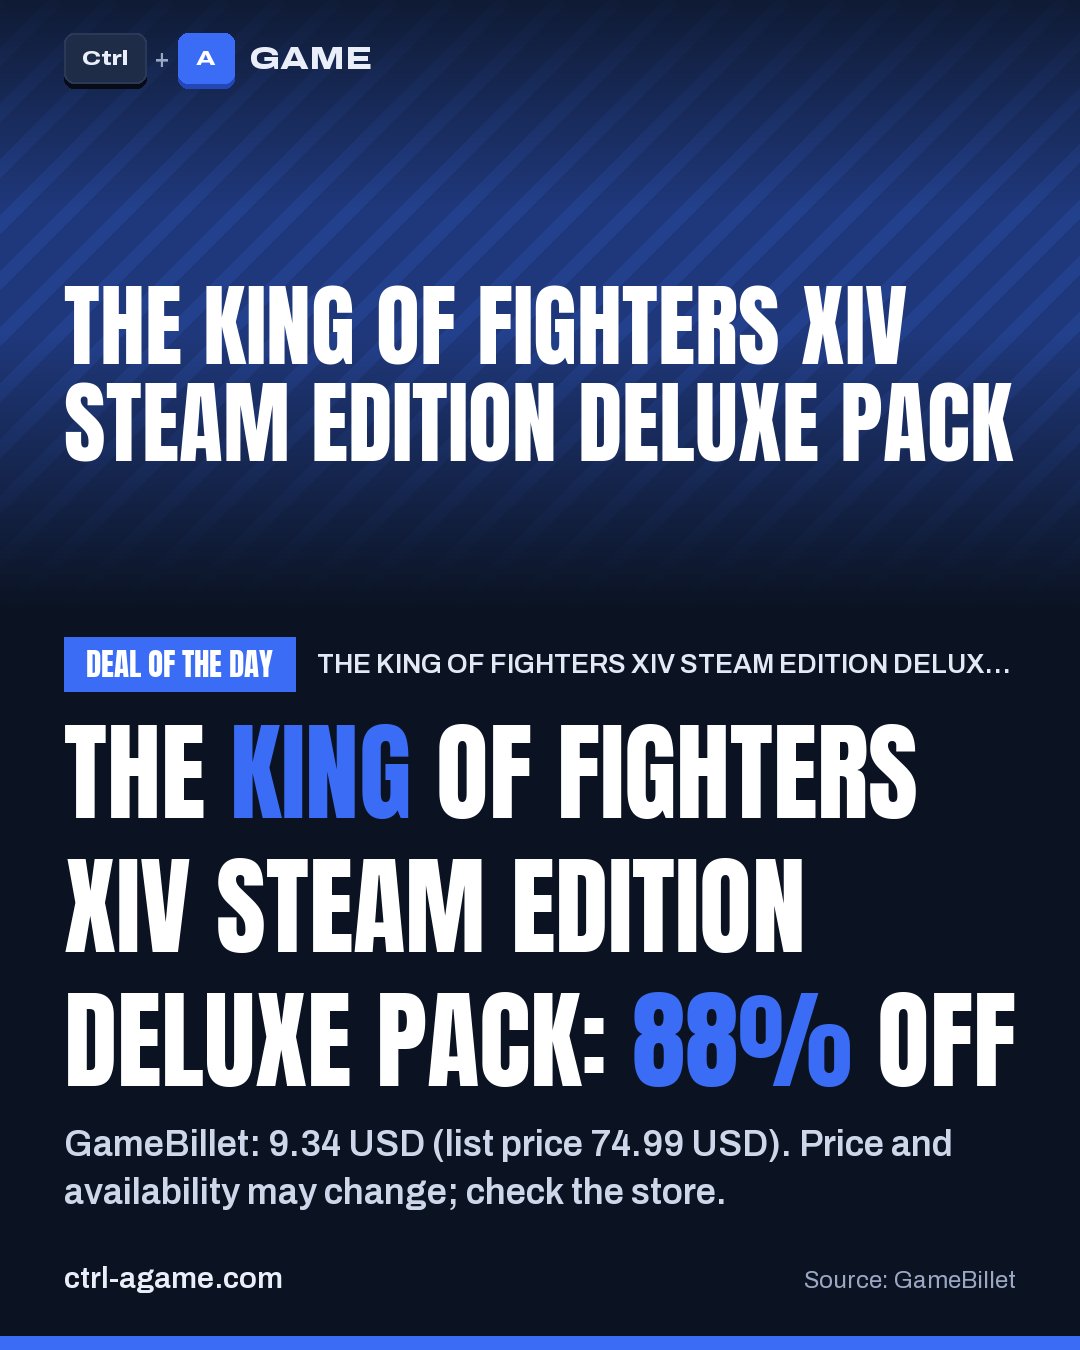 Ctrl + A GAME
THE KING OF FIGHTERS XIV
STEAM EDITION DELUXE PACK
DEAL OF THE DAY THE KING OF FIGHTERS XIV STEAM EDITION DELUX...
THE KING OF FIGHTERS
XIV STEAM EDITION
DELUXE PACK: 88% OFF
GameBillet: 9.34 USD (list price 74.99 USD). Price and
availability may change; check the store.
ctrl-agame.com Source: GameBillet